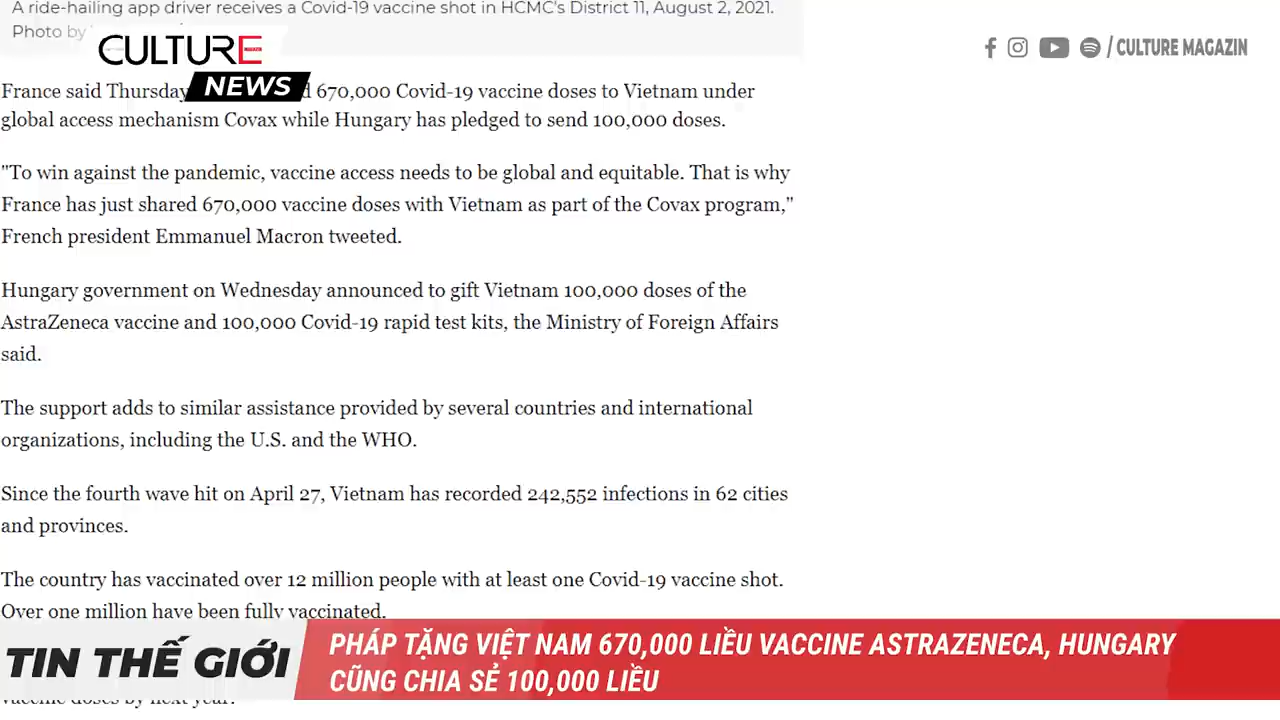 A ride-hailing app driver receives a Covid-19 vaccine shot in HCMC's District 11, August 2, 2021.
Photo by
CULTURE
NEWS
/ CULTURE MAGAZIN
France said Thursday 670,000 Covid-19 vaccine doses to Vietnam under
global access mechanism Covax while Hungary has pledged to send 100,000 doses.
"To win against the pandemic, vaccine access needs to be global and equitable. That is why
France has just shared 670,000 vaccine doses with Vietnam as part of the Covax program,"
French president Emmanuel Macron tweeted.
Hungary government on Wednesday announced to gift Vietnam 100,000 doses of the
AstraZeneca vaccine and 100,000 Covid-19 rapid test kits, the Ministry of Foreign Affairs
said.
The support adds to similar assistance provided by several countries and international
organizations, including the U.S. and the WHO.
Since the fourth wave hit on April 27, Vietnam has recorded 242,552 infections in 62 cities
and provinces.
The country has vaccinated over 12 million people with at least one Covid-19 vaccine shot.
Over one million have been fully vaccinated.
TIN THẾ GIỚI
PHÁP TẶNG VIỆT NAM 670,000 LIỀU VACCINE ASTRAZENECA, HUNGARY
CŨNG CHIA SẺ 100,000 LIỀU
vaccine doses by next year.